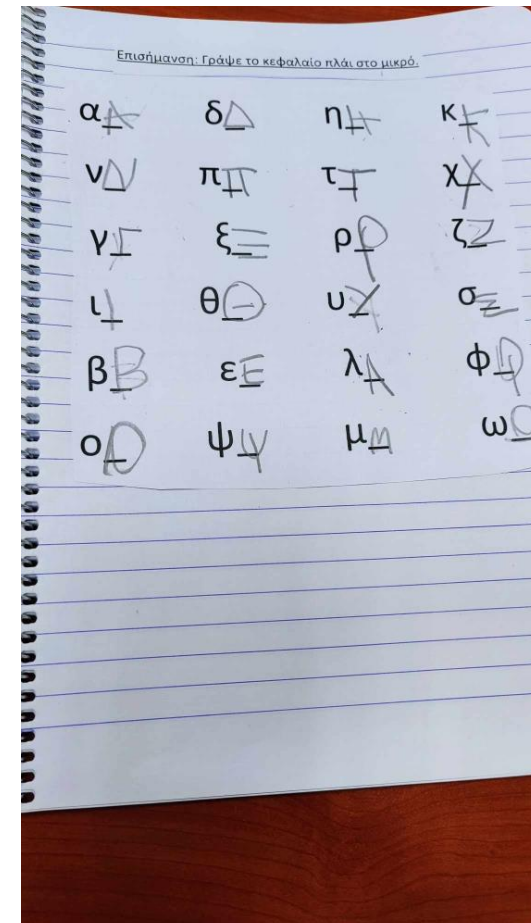 Επισήμανση: Γράψε το κεφαλαίο πλάι στο μικρό.
α Α δ Δ η Η κ Κ
ν Ν π Π τ Τ χ Χ
γ Γ ξ Ξ ρ Ρ ζ Ζ
ι Ι θ Θ υ Υ σ Σ
β Β ε Ε λ Λ φ Φ
ο Ο ψ Ψ μ Μ ω Ω